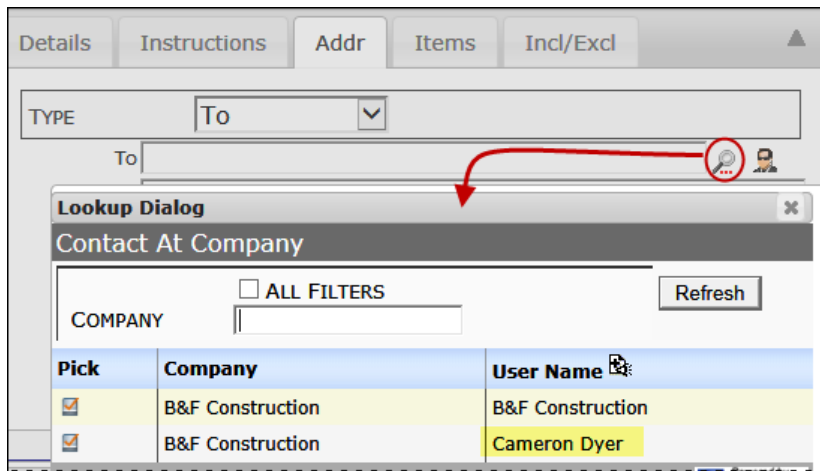 Details Instructions Addr Items Incl/Excl
TYPE To
To
Lookup Dialog
Contact At Company
ALL FILTERS
Refresh
COMPANY
Pick Company User Name
B&F Construction B&F Construction
B&F Construction Cameron Dyer